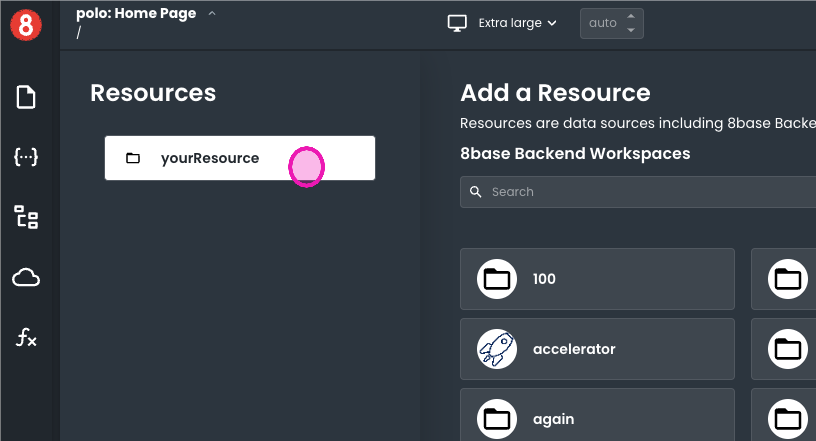 8
polo: Home Page
/
Extra large
auto
Resources
yourResource
Add a Resource
Resources are data sources including 8base Backe
8base Backend Workspaces
Search
100
accelerator
again
{···}
fx